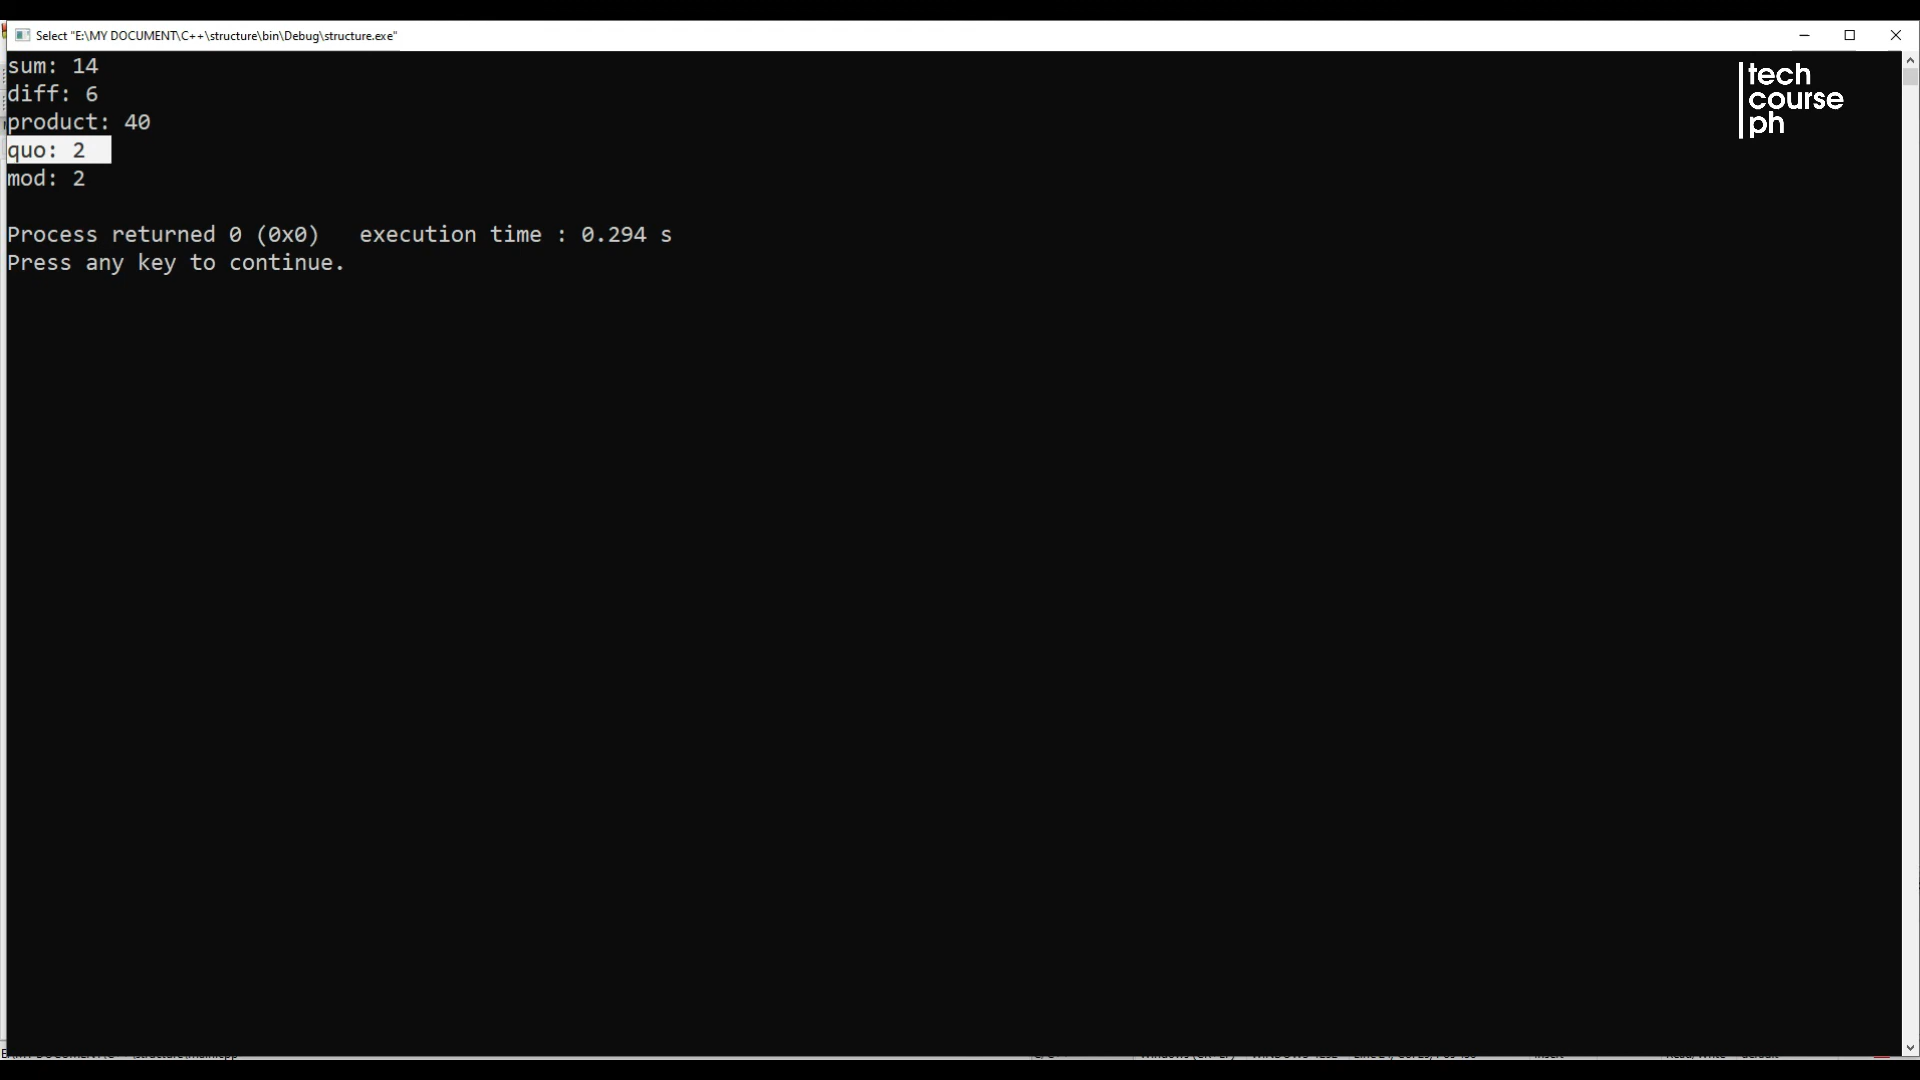 Select "E:\MY DOCUMENT\C++\structure\bin\Debug\structure.exe"
sum: 14
diff: 6
product: 40
quo: 2
mod: 2
Process returned 0 (0x0)   execution time : 0.294 s
Press any key to continue.
tech
course
ph